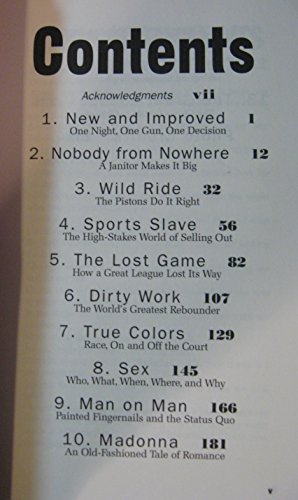 Contents
Acknowledgments vii
1. New and Improved 1
One Night, One Gun, One Decision
2. Nobody from Nowhere 12
A Janitor Makes It Big
3. Wild Ride 32
The Pistons Do It Right
4. Sports Slave 56
The High-Stakes World of Selling Out
5. The Lost Game 82
How a Great League Lost Its Way
6. Dirty Work 107
The World's Greatest Rebounder
7. True Colors 129
Race, On and Off the Court
8. Sex 145
Who, What, When, Where, and Why
9. Man on Man 166
Painted Fingernails and the Status Quo
10. Madonna 181
An Old-Fashioned Tale of Romance
v